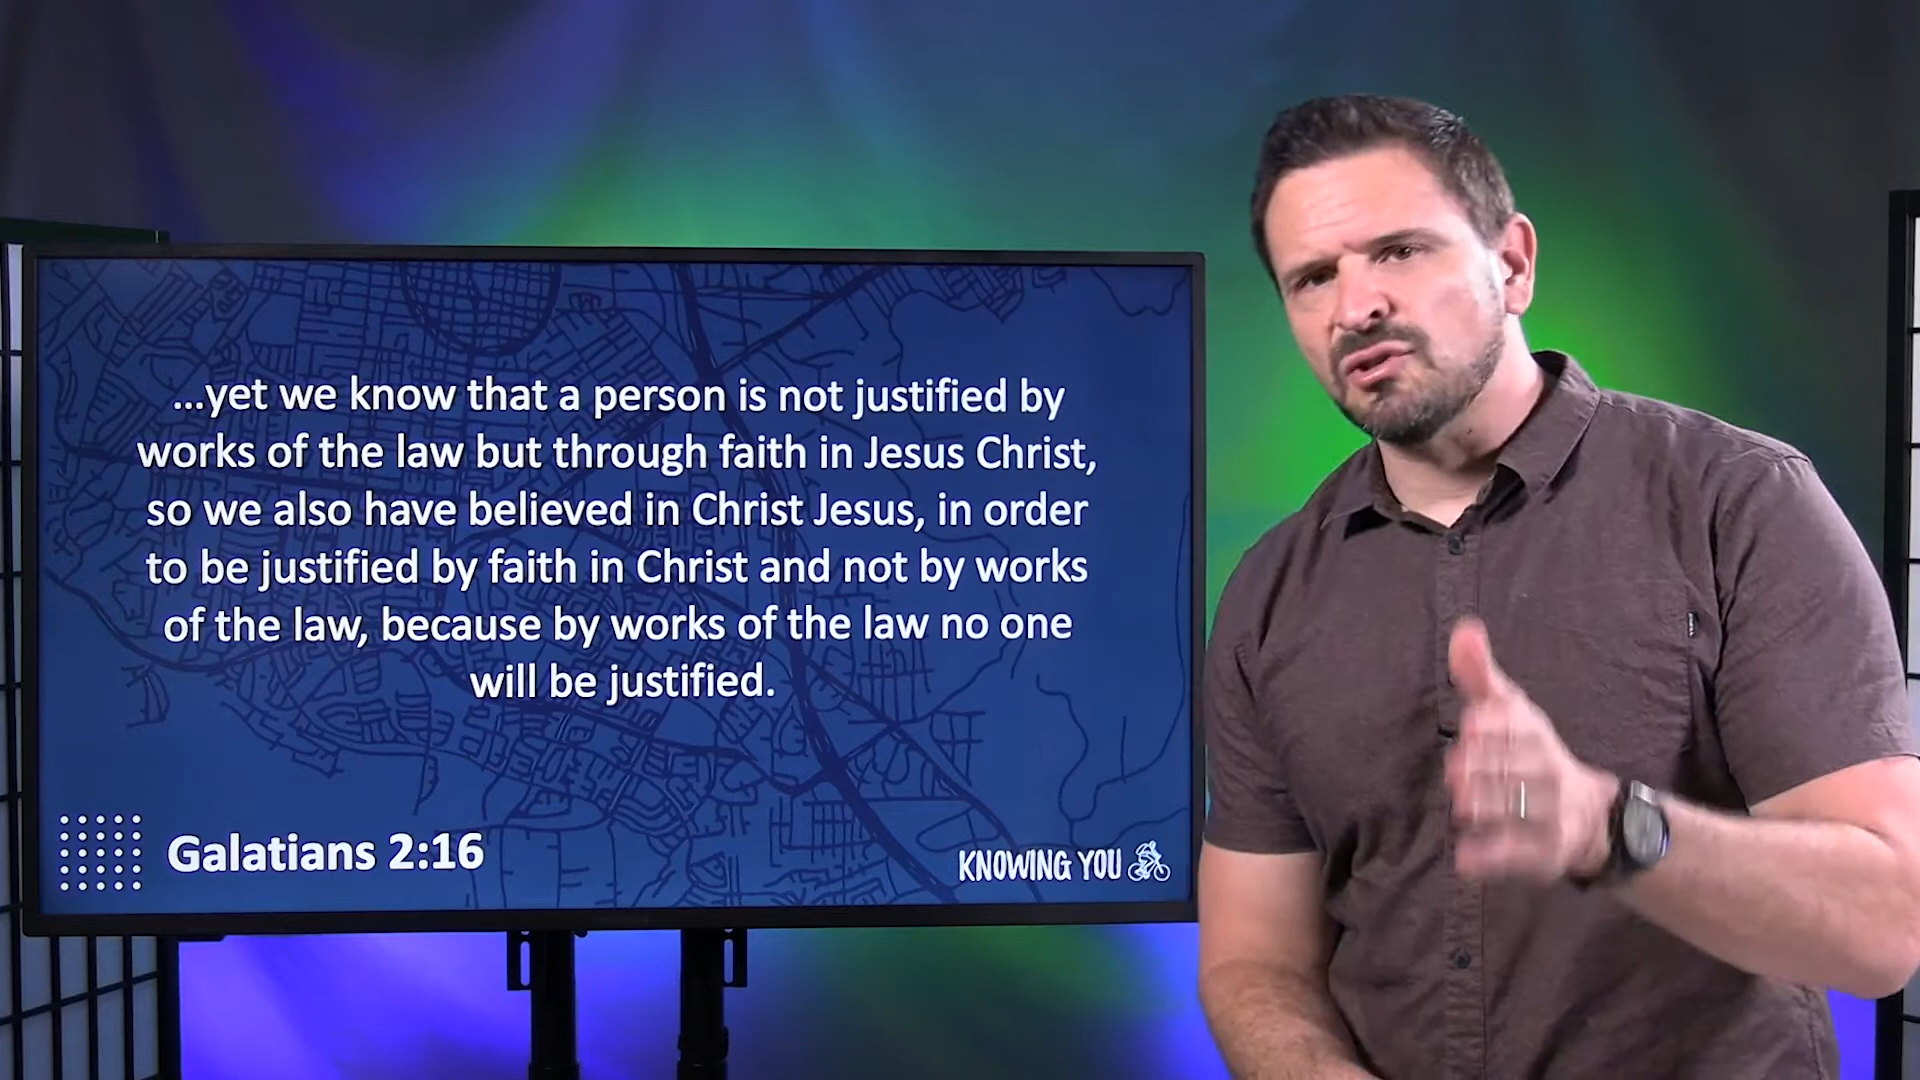 ...yet we know that a person is not justified by
works of the law but through faith in Jesus Christ,
so we also have believed in Christ Jesus, in order
to be justified by faith in Christ and not by works
of the law, because by works of the law no one
will be justified.
Galatians 2:16
KNOWING YOU